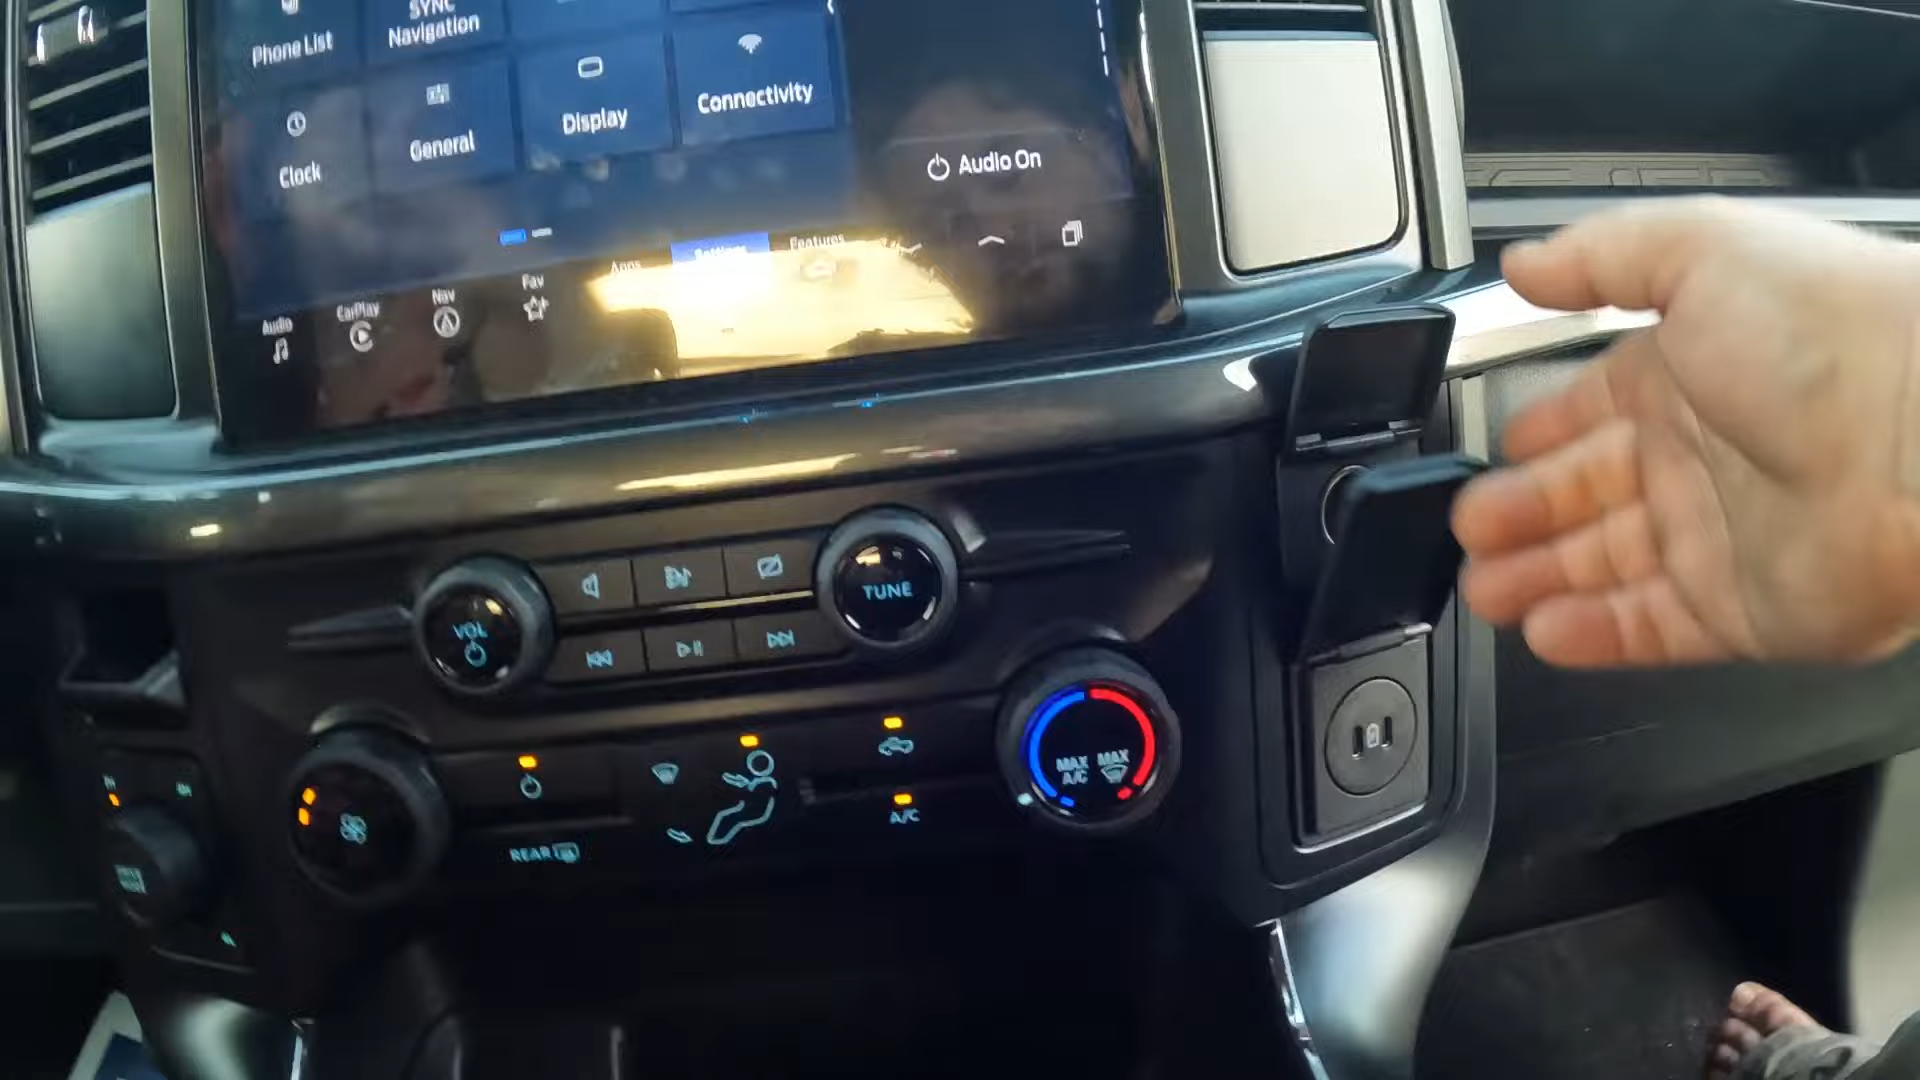 Phone List
SYNC
Navigation
Clock
General
Display
Connectivity
Audio On
Audio
CarPlay
Nav
Fav
Apps
Settings
Features
VOL
TUNE
MAX
A/C
MAX
A/C
REAR